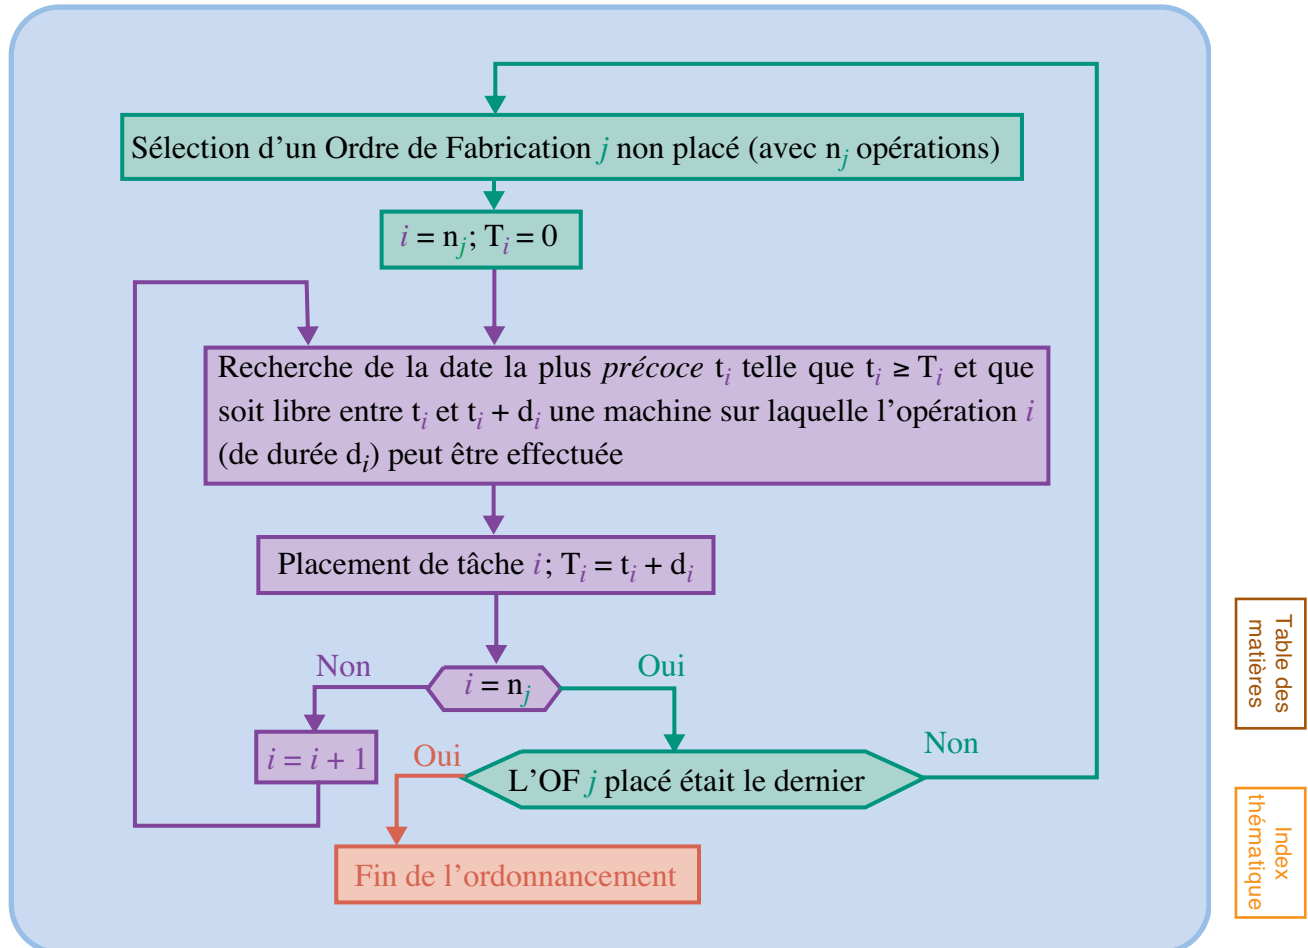 Sélection d’un Ordre de Fabrication j non placé (avec nj opérations)
i = nj; Ti = 0
Recherche de la date la plus précoce ti telle que ti ≥ Ti et que
soit libre entre ti et ti + di une machine sur laquelle l’opération i
(de durée di) peut être effectuée
Placement de tâche i; Ti = ti + di
Non
Oui
i = nj
i = i + 1
Oui
Non
L’OF j placé était le dernier
Fin de l’ordonnancement
Table des
matières
Index
thématique